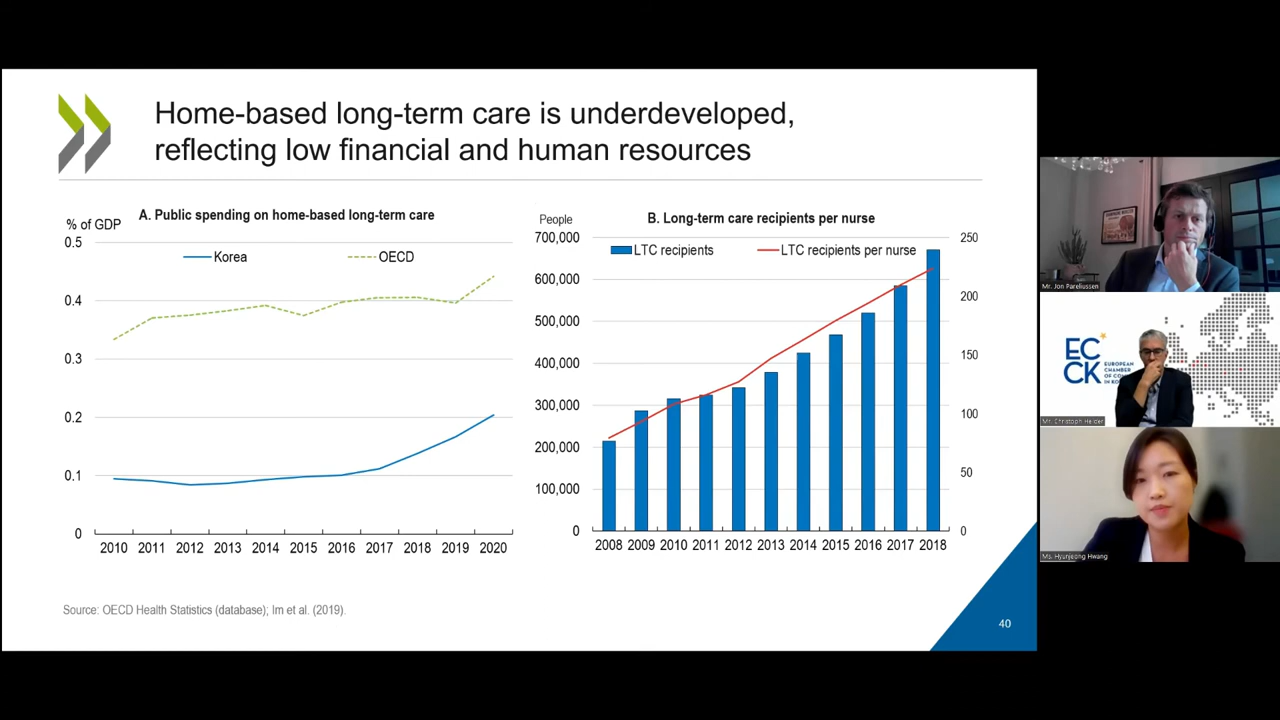 Home-based long-term care is underdeveloped,
reflecting low financial and human resources
A. Public spending on home-based long-term care
% of GDP
Korea
OECD
0.5
0.4
0.3
0.2
0.1
0
2010 2011 2012 2013 2014 2015 2016 2017 2018 2019 2020
B. Long-term care recipients per nurse
People
LTC recipients
LTC recipients per nurse
700,000
600,000
500,000
400,000
300,000
200,000
100,000
0
250
200
150
100
50
0
2008 2009 2010 2011 2012 2013 2014 2015 2016 2017 2018
Source: OECD Health Statistics (database); Im et al. (2019).
40
Mr. Jon Pareliussen
EC
CK
EUROPEAN
CHAMBER
OF CO
IN KO
Mr. Christoph Heider
Ms. Hyunjeong Hwang